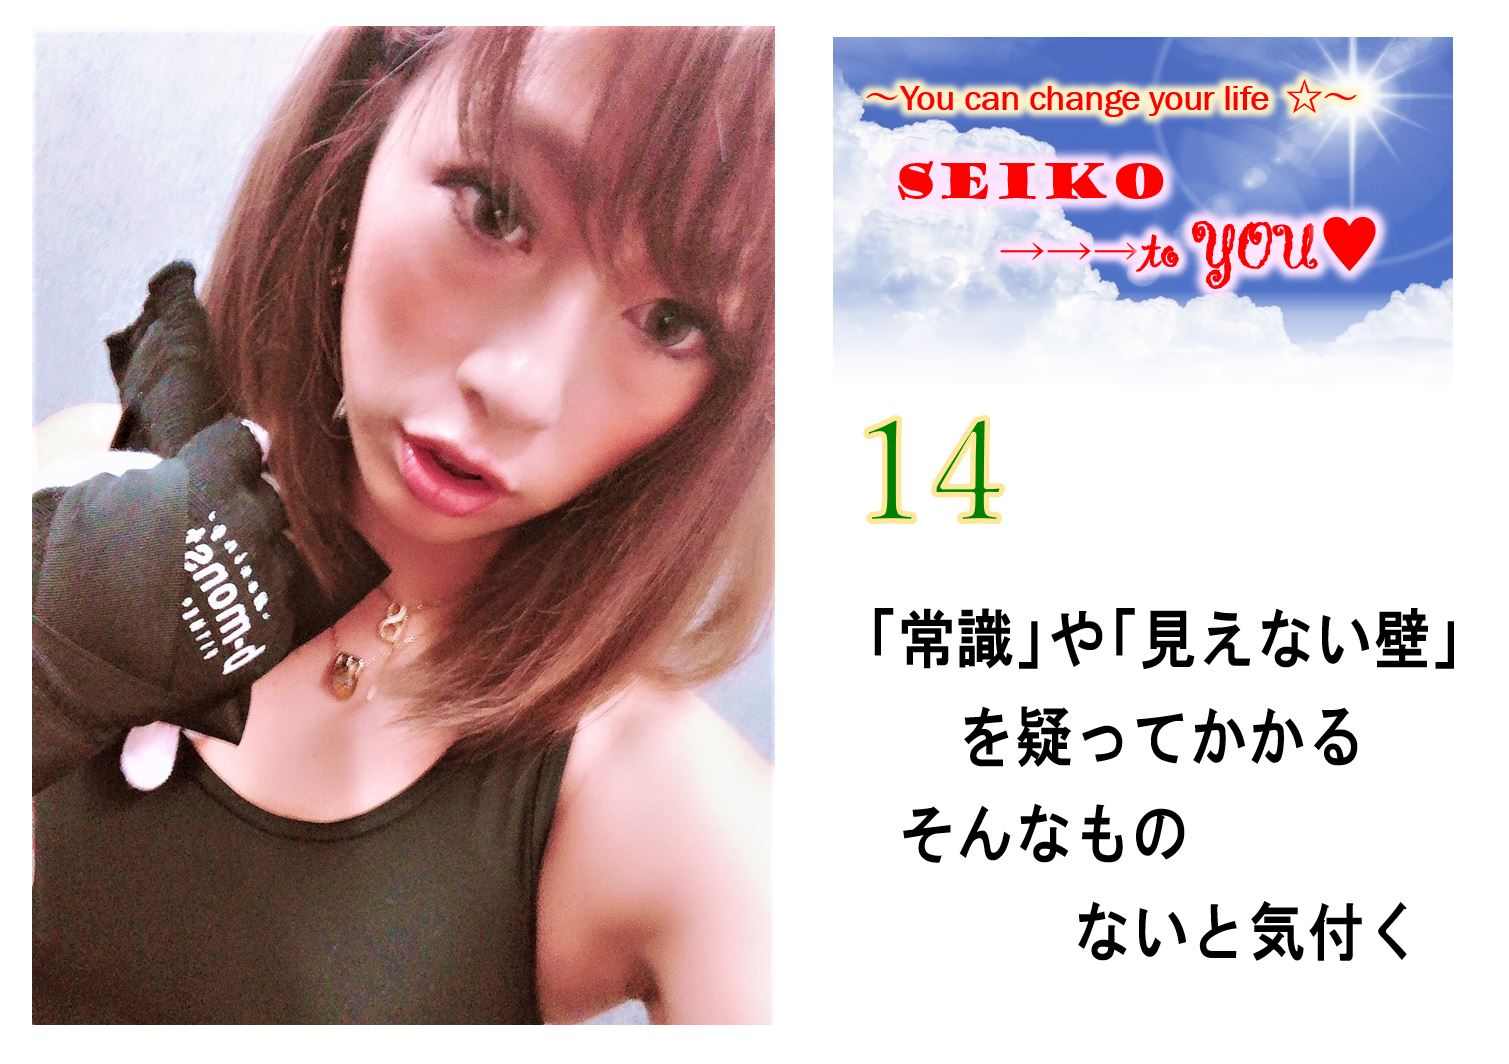 ～You can change your life ☆～
SEIKO
→→→to YOU♥
14
「常識」や「見えない壁」
を疑ってかかる
そんなもの
ないと気付く